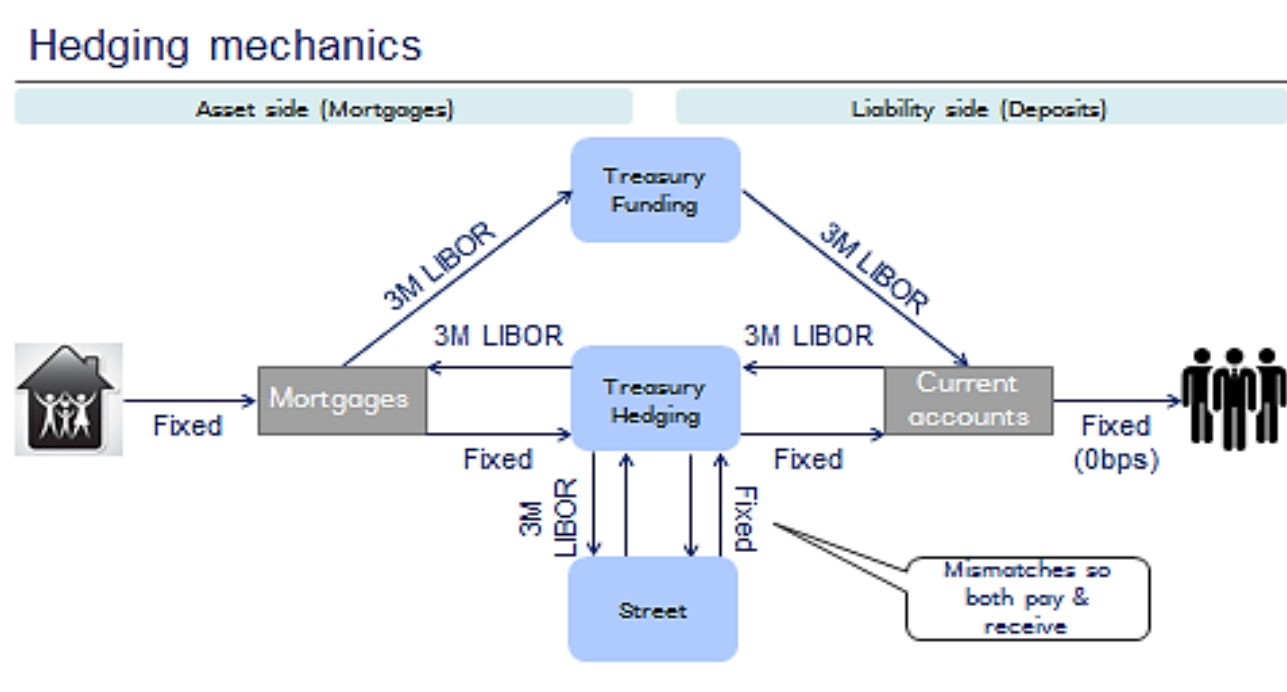 Hedging mechanics
Asset side (Mortgages)
Liability side (Deposits)
Treasury
Funding
3M LIBOR
3M LIBOR
3M LIBOR
3M LIBOR
Mortgages
Treasury
Hedging
Current
accounts
Fixed
Fixed
Fixed
Fixed
(0bps)
3M
LIBOR
Fixed
Mismatches so
both pay &
receive
Street